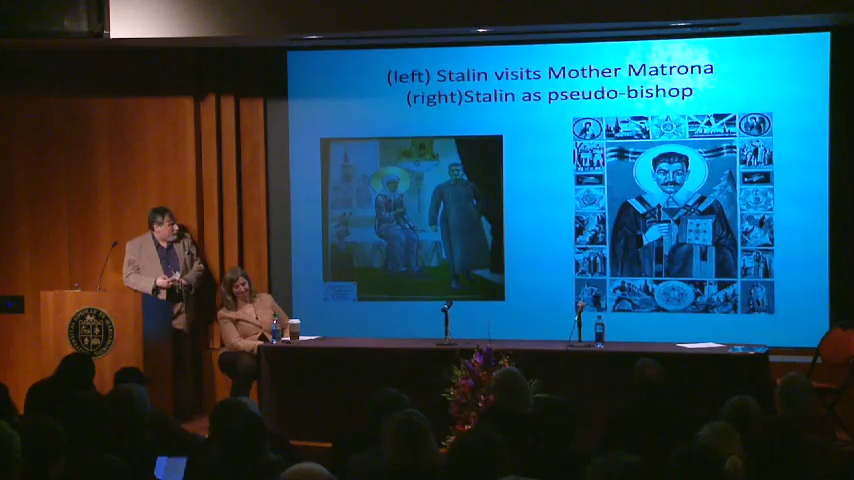 (left) Stalin visits Mother Matrona
(right)Stalin as pseudo-bishop